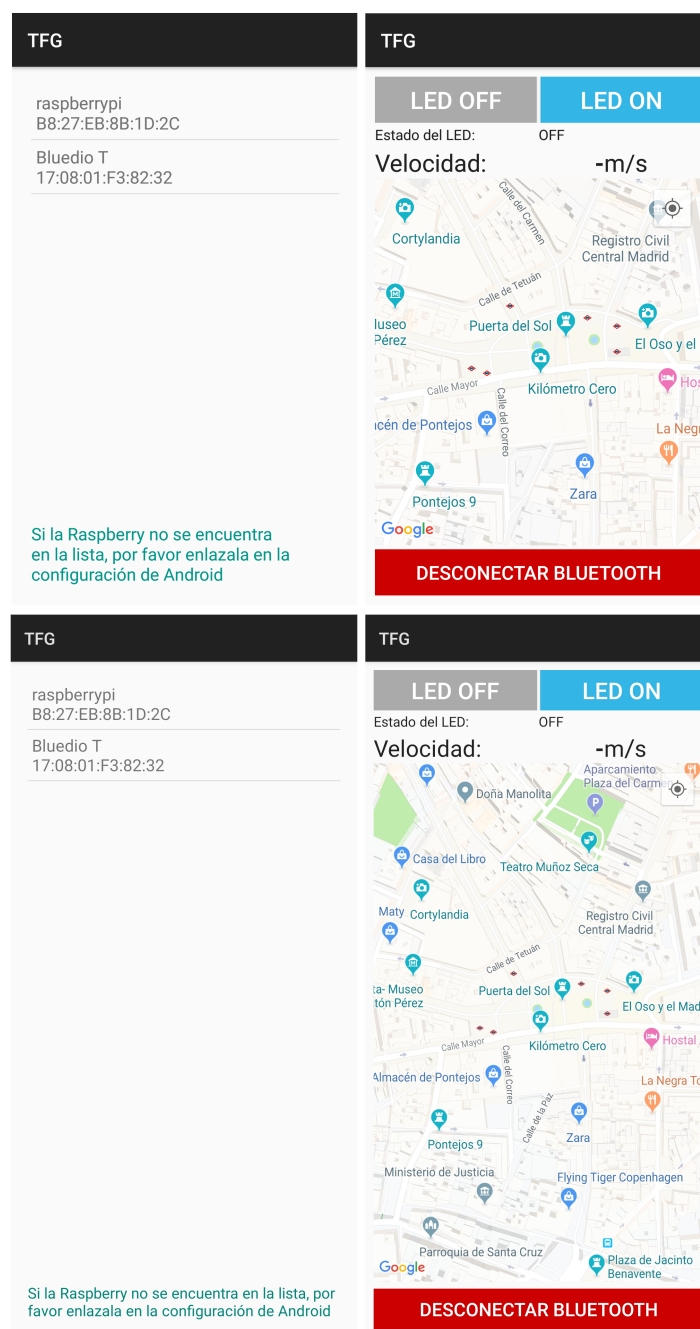 TFG
raspberrypi
B8:27:EB:8B:1D:2C
Bluedio T
17:08:01:F3:82:32
Si la Raspberry no se encuentra
en la lista, por favor enlazala en la
configuración de Android
TFG
LED OFF
LED ON
Estado del LED:
OFF
Velocidad:
-m/s
Calle del Carmen
Cortylandia
Registro Civil
Central Madrid
Calle de Tetuán
Museo
Pérez
Puerta del Sol
El Oso y el
Calle Mayor
Kilómetro Cero
Hos
Calle del Correo
acén de Pontejos
La Negr
Zara
Pontejos 9
Google
DESCONECTAR BLUETOOTH
TFG
raspberrypi
B8:27:EB:8B:1D:2C
Bluedio T
17:08:01:F3:82:32
Si la Raspberry no se encuentra en la lista, por
favor enlazala en la configuración de Android
TFG
LED OFF
LED ON
Estado del LED:
OFF
Velocidad:
-m/s
Aparcamiento
Plaza del Carmen
Doña Manolita
P
Casa del Libro
Teatro Muñoz Seca
Maty
Cortylandia
Registro Civil
Central Madrid
Calle de Tetuán
ta- Museo
tón Pérez
Puerta del Sol
El Oso y el Mad
Calle Mayor
Kilómetro Cero
Hostal
Calle del Correo
Almacén de Pontejos
La Negra To
Calle de la Paz
Zara
Pontejos 9
Ministerio de Justicia
Flying Tiger Copenhagen
Parroquia de Santa Cruz
Plaza de Jacinto
Benavente
Google
DESCONECTAR BLUETOOTH